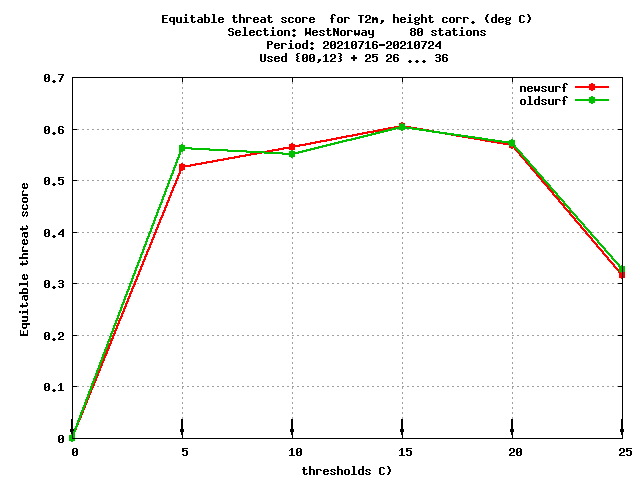 Equitable threat score  for T2m, height corr. (deg C)
Selection: WestNorway     80 stations
Period: 20210716-20210724
Used {00,12} + 25 26 ... 36
newsurf
oldsurf
0.7
0.6
0.5
0.4
0.3
0.2
0.1
0
Equitable threat score
0 5 10 15 20 25
thresholds C)